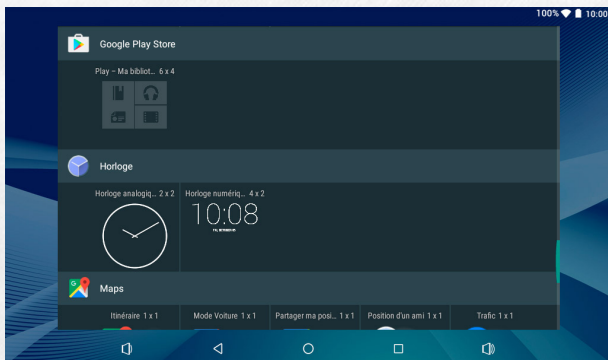 100% 10:00
Google Play Store
Play – Ma bibliot... 6 x 4
Horloge
Horloge analogiq... 2 x 2 Horloge numériq... 4 x 2
10:08
Maps
Itinéraire 1 x 1 Mode Voiture 1 x 1 Partager ma posi... 1 x 1 Position d'un ami 1 x 1 Trafic 1 x 1